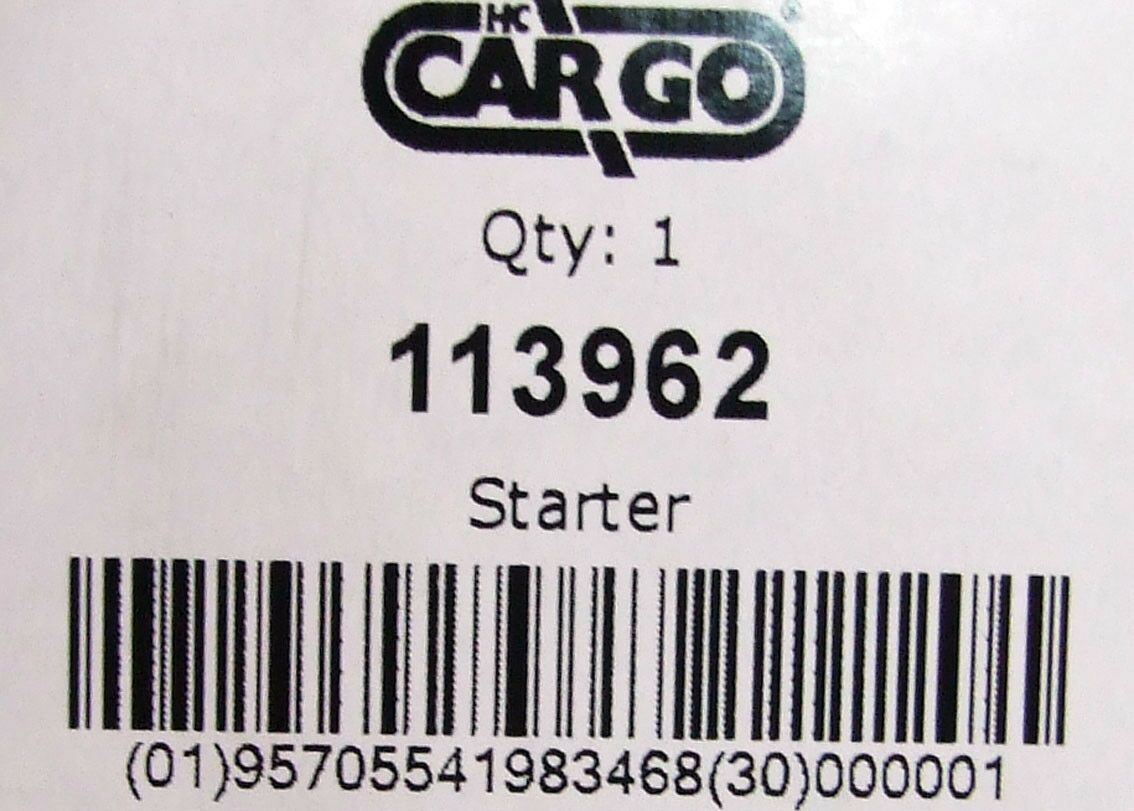 HC
CARGO
Qty: 1
113962
Starter
(01)95705541983468(30)000001